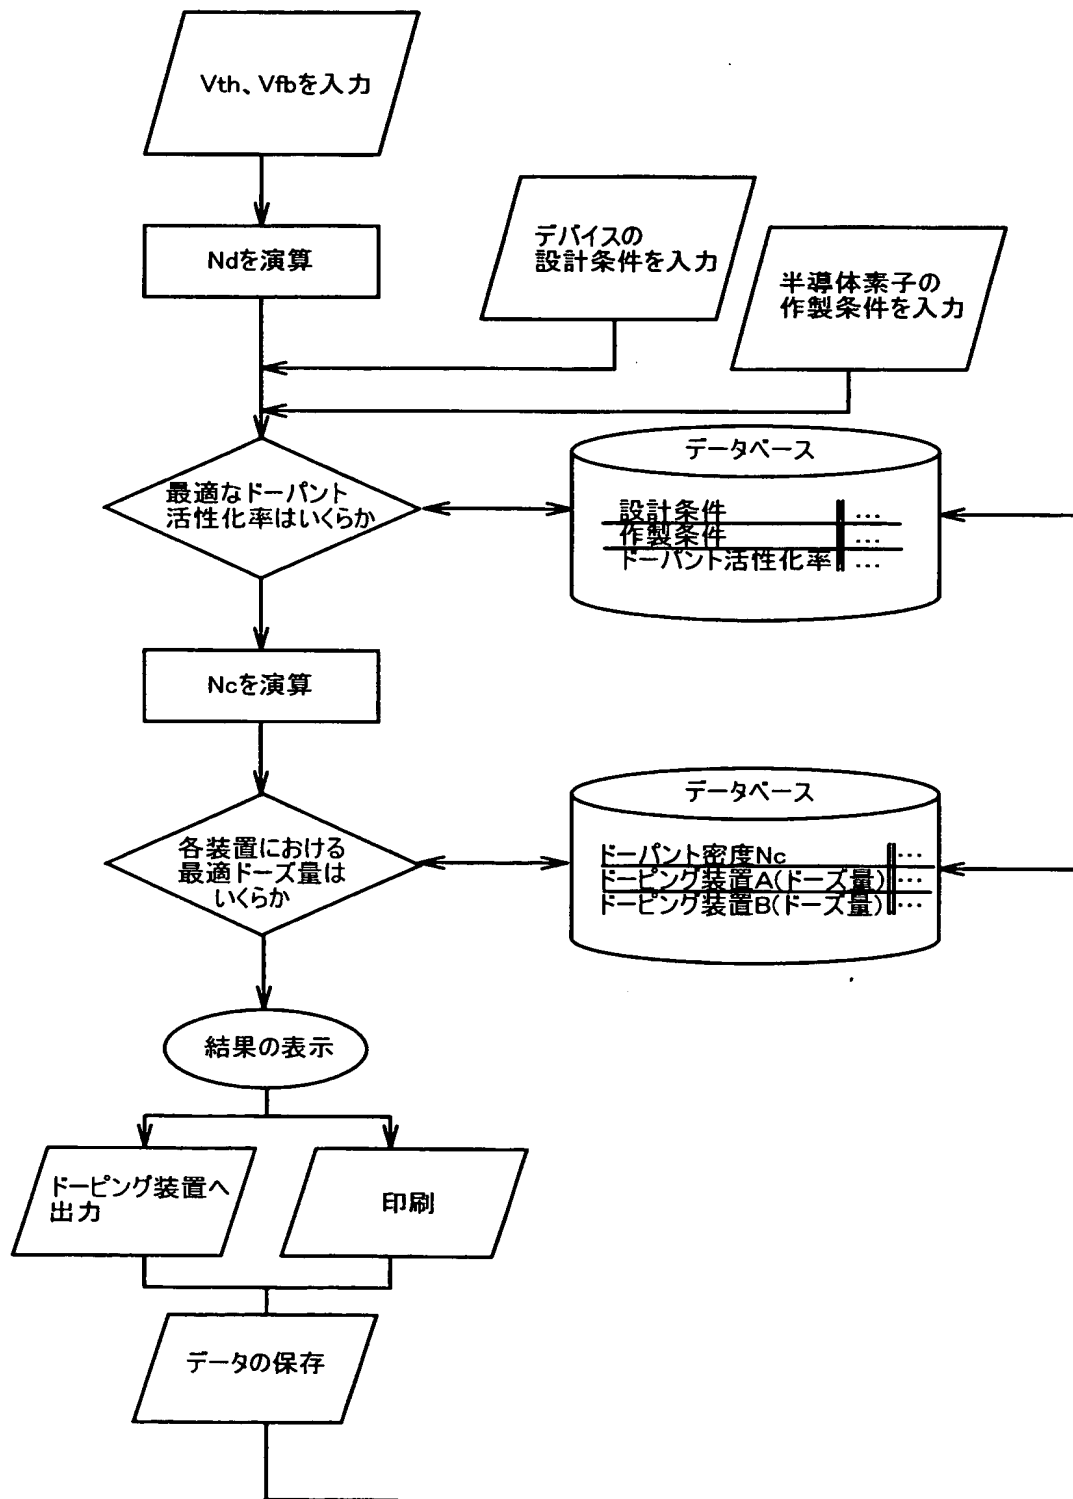 Vth、Vfbを入力
Ndを演算
デバイスの
設計条件を入力
半導体素子の
作製条件を入力
最適なドーパント
活性化率はいくらか
データベース
設計条件 …
作製条件 …
ドーパント活性化率 …
Ncを演算
各装置における
最適ドーズ量は
いくらか
データベース
ドーパント密度Nc …
ドーピング装置A(ドーズ量) …
ドーピング装置B(ドーズ量) …
結果の表示
ドーピング装置へ
出力
印刷
データの保存